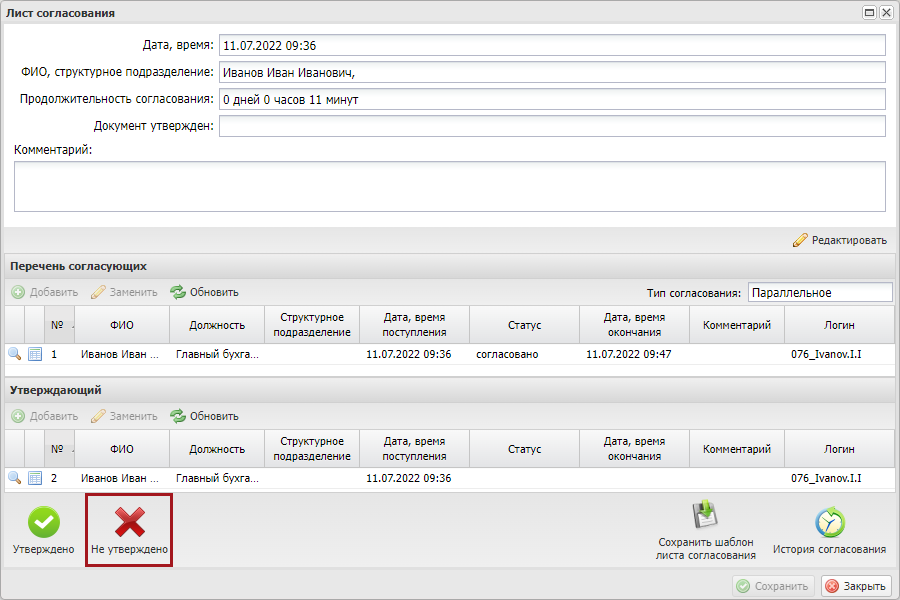 Лист согласования
Дата, время: 11.07.2022 09:36
ФИО, структурное подразделение: Иванов Иван Иванович,
Продолжительность согласования: 0 дней 0 часов 11 минут
Документ утвержден:
Комментарий:
Редактировать
Перечень согласующих
Добавить Заменить Обновить Тип согласования: Параллельное
№ ФИО Должность Структурное подразделение Дата, время поступления Статус Дата, время окончания Комментарий Логин
1 Иванов Иван ... Главный бухга... 11.07.2022 09:36 согласовано 11.07.2022 09:47 076_Ivanov.I.I
Утверждающий
Добавить Заменить Обновить
№ ФИО Должность Структурное подразделение Дата, время поступления Статус Дата, время окончания Комментарий Логин
2 Иванов Иван ... Главный бухга... 11.07.2022 09:36 076_Ivanov.I.I
Утверждено
Не утверждено
Сохранить шаблон
листа согласования
История согласования
Сохранить Закрыть